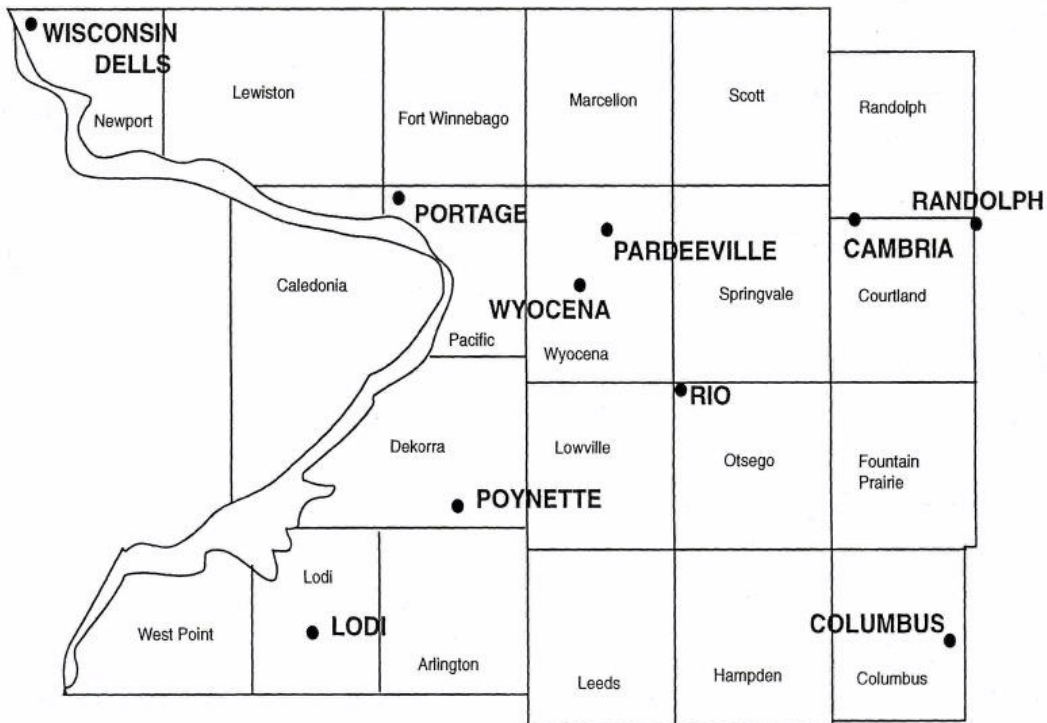 WISCONSIN
DELLS
Newport
Lewiston
Fort Winnebago
Marcellon
Scott
Randolph
PORTAGE
PARDEEVILLE
CAMBRIA
RANDOLPH
Caledonia
WYOCENA
Springvale
Courtland
Pacific
Wyocena
RIO
Dekorra
Lowville
Otsego
Fountain
Prairie
POYNETTE
Lodi
LODI
West Point
Arlington
Leeds
Hampden
COLUMBUS
Columbus